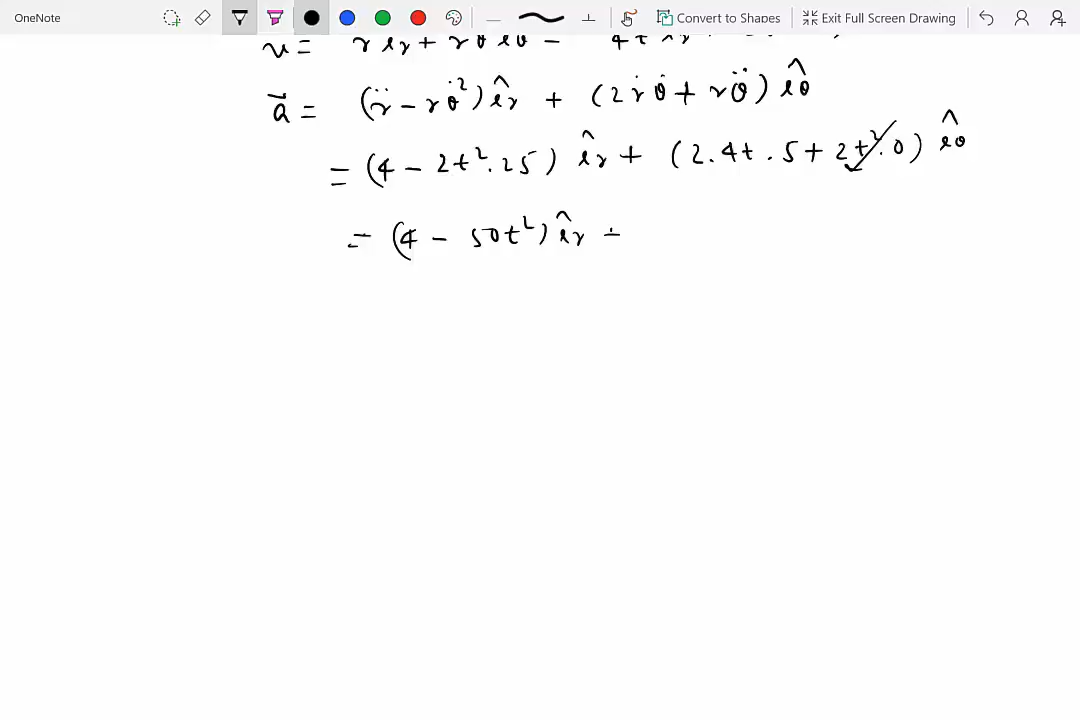 OneNote
Convert to Shapes
Exit Full Screen Drawing
a⃗ = (r̈ - rθ̇²) êr + (2ṙθ̇ + rθ̈) êθ
= (4 - 2t².25) êr + (2.4t.5 + 2t².0) êθ
= (4 - 50t²) êr +